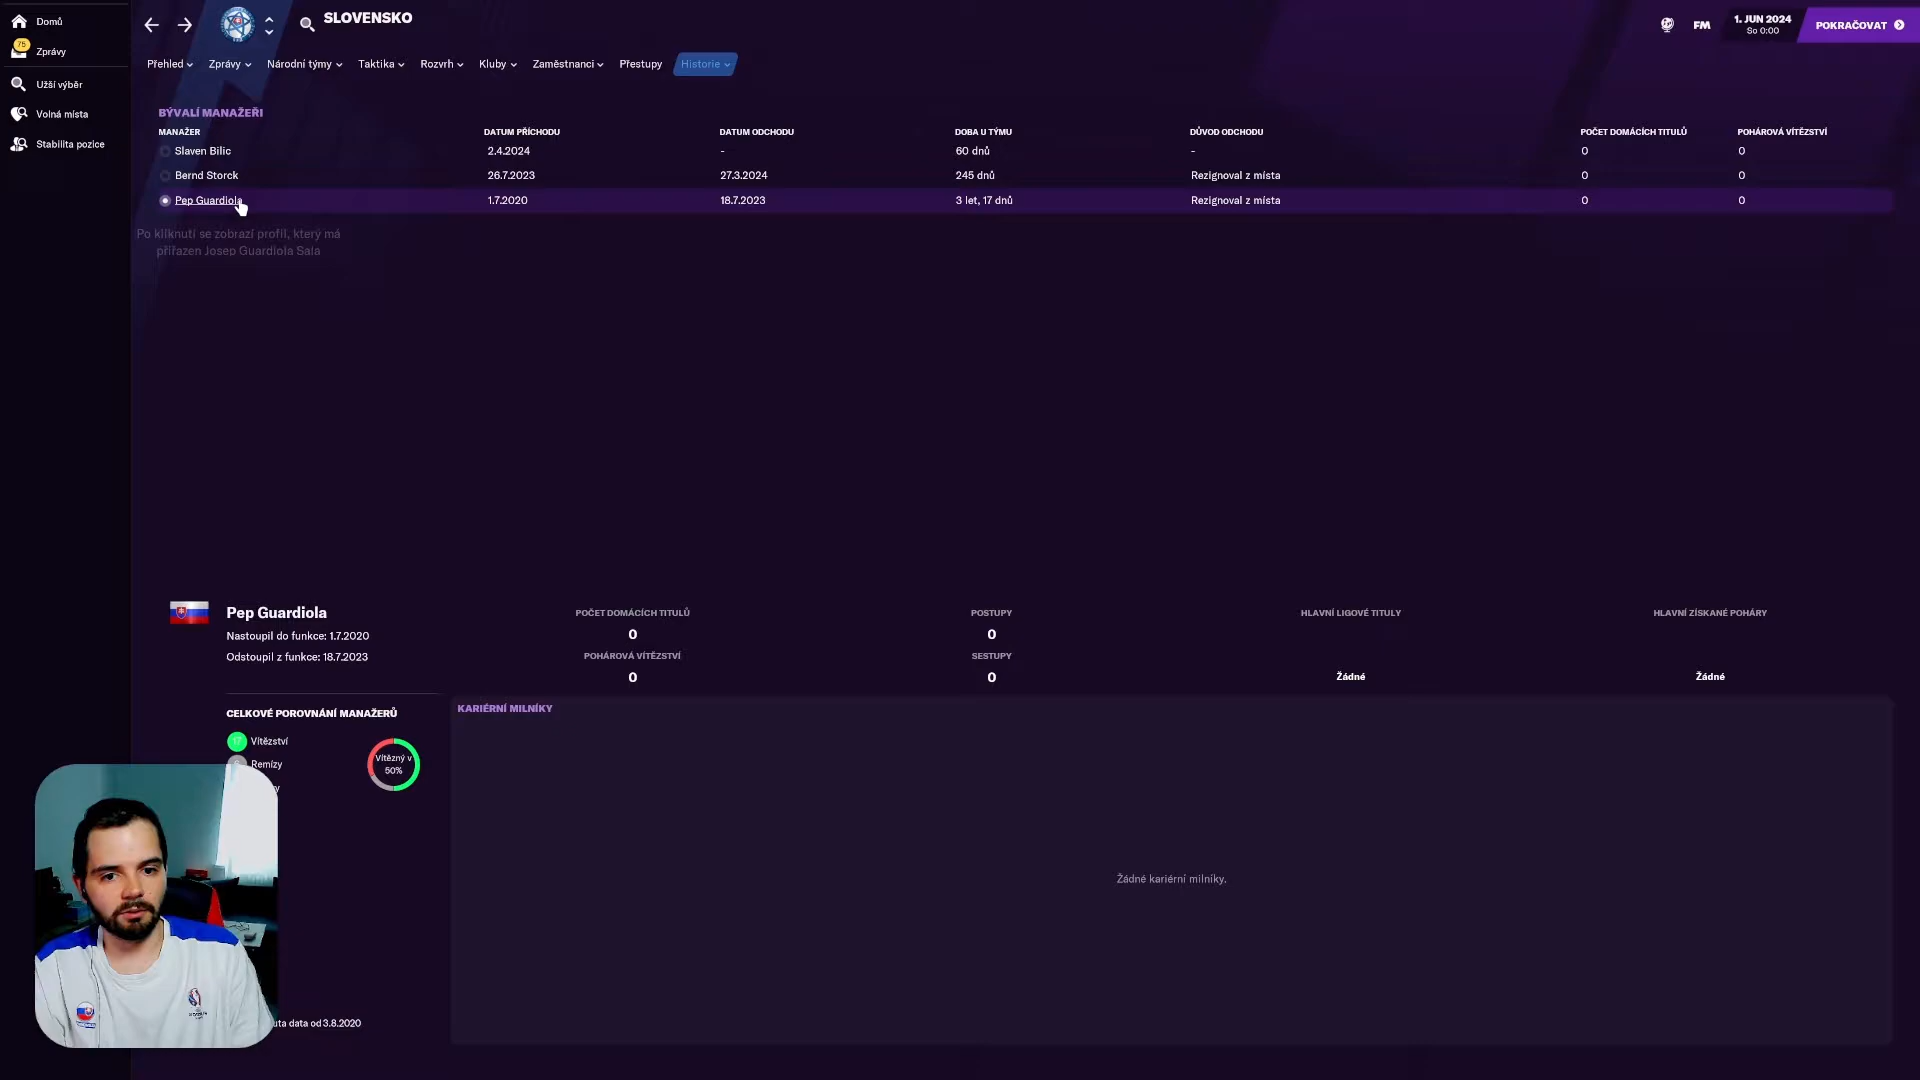 Domů
SLOVENSKO
FM
1. JUN 2024
So 0:00
POKRAČOVAT
75
Zprávy
Přehled
Zprávy
Národní týmy
Taktika
Rozvrh
Kluby
Zaměstnanci
Přestupy
Historie
Užší výběr
Volná místa
Stabilita pozice
BÝVALÍ MANAŽEŘI
MANAŽER DATUM PŘÍCHODU DATUM ODCHODU DOBA U TÝMU DŮVOD ODCHODU POČET DOMÁCÍCH TITULŮ POHÁROVÁ VÍTĚZSTVÍ
Slaven Bilic 2.4.2024 - 60 dnů - 0 0
Bernd Storck 26.7.2023 27.3.2024 245 dnů Rezignoval z místa 0 0
Pep Guardiola 1.7.2020 18.7.2023 3 let, 17 dnů Rezignoval z místa 0 0
Po kliknutí se zobrazí profil, který má
přiřazen Josep Guardiola Sala
Pep Guardiola
Nastoupil do funkce: 1.7.2020
Odstoupil z funkce: 18.7.2023
POČET DOMÁCÍCH TITULŮ
0
POHÁROVÁ VÍTĚZSTVÍ
0
POSTUPY
0
SESTUPY
0
HLAVNÍ LIGOVÉ TITULY
Žádné
HLAVNÍ ZÍSKANÉ POHÁRY
Žádné
CELKOVÉ POROVNÁNÍ MANAŽERŮ
Vítězství
Remízy
Vítězný v
50%
KARIÉRNÍ MILNÍKY
Žádné kariérní milníky.
uta data od 3.8.2020